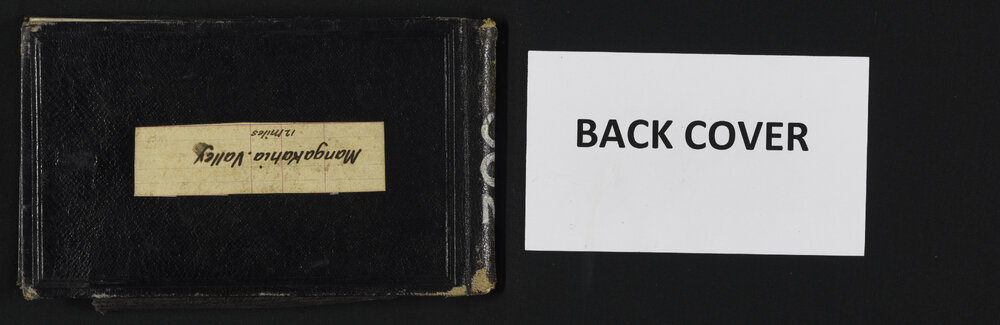 Mangakahia. Valley
12 miles
BACK COVER